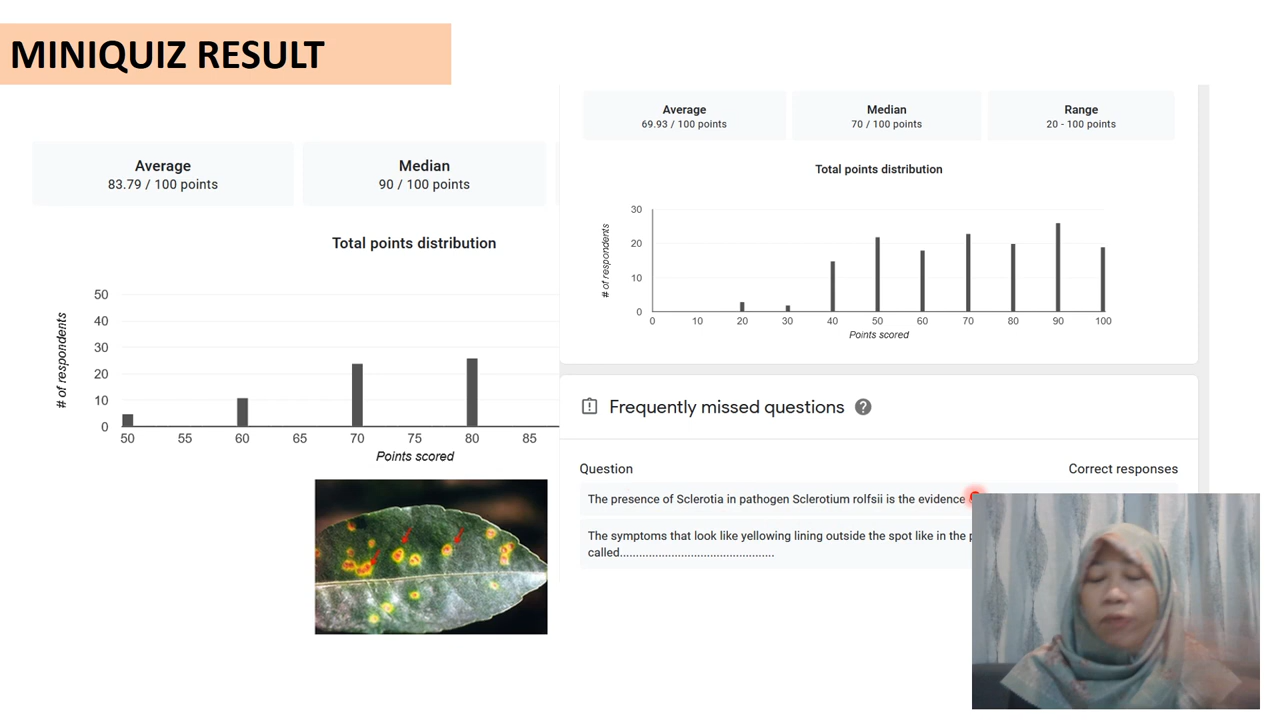 MINIQUIZ RESULT
Average
83.79 / 100 points
Median
90 / 100 points
Total points distribution
# of respondents
50
40
30
20
10
0
50 55 60 65 70 75 80 85
Points scored
Average
69.93 / 100 points
Median
70 / 100 points
Range
20 - 100 points
Total points distribution
# of respondents
30
20
10
0
0 10 20 30 40 50 60 70 80 90 100
Points scored
Frequently missed questions ?
Question Correct responses
The presence of Sclerotia in pathogen Sclerotium rolfsii is the evidence
The symptoms that look like yellowing lining outside the spot like in the
called...............................................